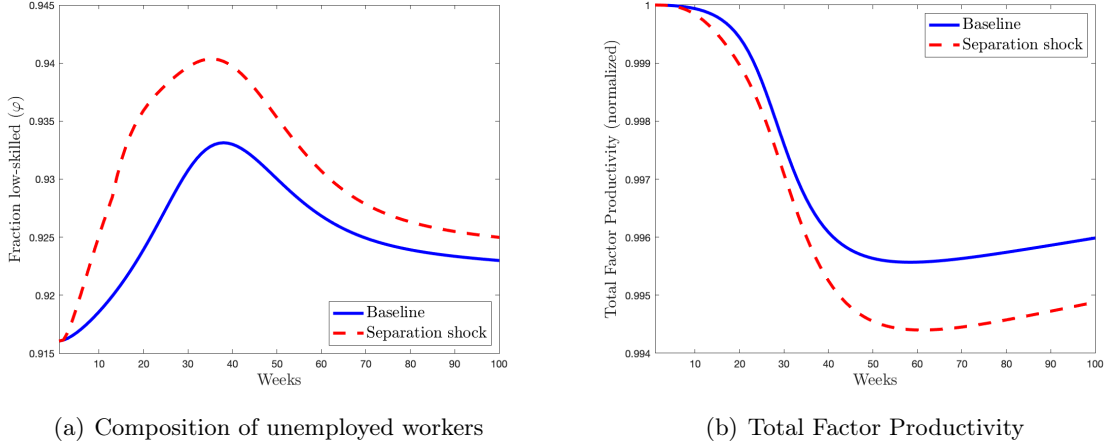 0.945
0.94
0.935
0.93
0.925
0.92
0.915
Fraction low-skilled (φ)
Baseline
Separation shock
10 20 30 40 50 60 70 80 90 100
Weeks
(a) Composition of unemployed workers
1
0.999
0.998
0.997
0.996
0.995
0.994
Total Factor Productivity (normalized)
Baseline
Separation shock
10 20 30 40 50 60 70 80 90 100
Weeks
(b) Total Factor Productivity